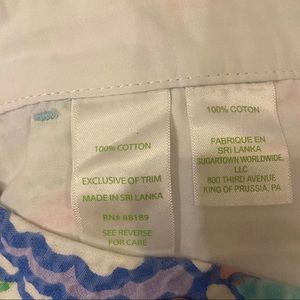 100% COTTON
EXCLUSIVE OF TRIM
MADE IN SRI LANKA
RN# 88189
SEE REVERSE
FOR CARE
100% COTTON
FABRIQUE EN
SRI LANKA
SUGARTOWN WORLDWIDE,
LLC
800 THIRD AVENUE
KING OF PRUSSIA, PA